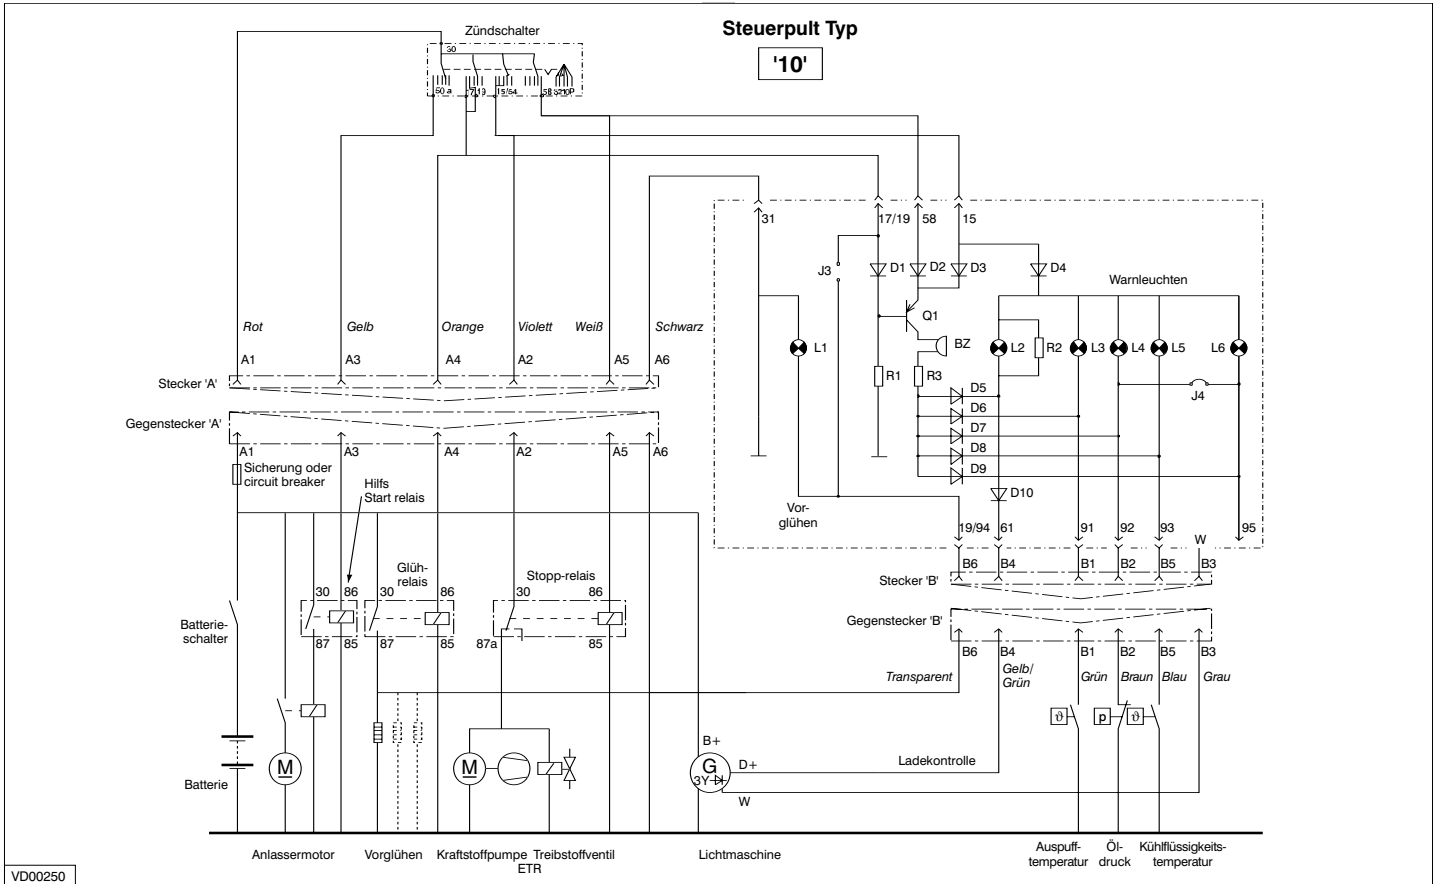 Steuerpult Typ
'10'
Zündschalter
30
50 a
17/19
15/54
58
3210P
31
17/19
58
15
J3
D1
D2
D3
D4
Warnleuchten
Q1
BZ
L1
L2
R2
L3
L4
L5
L6
R1
R3
J4
D5
D6
D7
D8
D9
D10
Vor-
glühen
19/94
61
91
92
93
95
W
Rot
Gelb
Orange
Violett
Weiß
Schwarz
A1
A3
A4
A2
A5
A6
Stecker 'A'
Gegenstecker 'A'
A1
A3
A4
A2
A5
A6
Sicherung oder
circuit breaker
Hilfs
Start relais
Glüh-
relais
Stopp-relais
30
86
30
86
30
86
87
85
87
85
87a
85
Batterie-
schalter
B6
B4
B1
B2
B5
B3
Stecker 'B'
Gegenstecker 'B'
B6
B4
B1
B2
B5
B3
Transparent
Gelb/
Grün
Grün
Braun
Blau
Grau
ϑ
p
ϑ
B+
G
3Y
D+
W
Ladekontrolle
M
M
Batterie
Anlassermotor
Vorglühen
Kraftstoffpumpe
Treibstoffventil
ETR
Lichtmaschine
Auspuff-
temperatur
Öl-
druck
Kühlflüssigkeits-
temperatur
VD00250